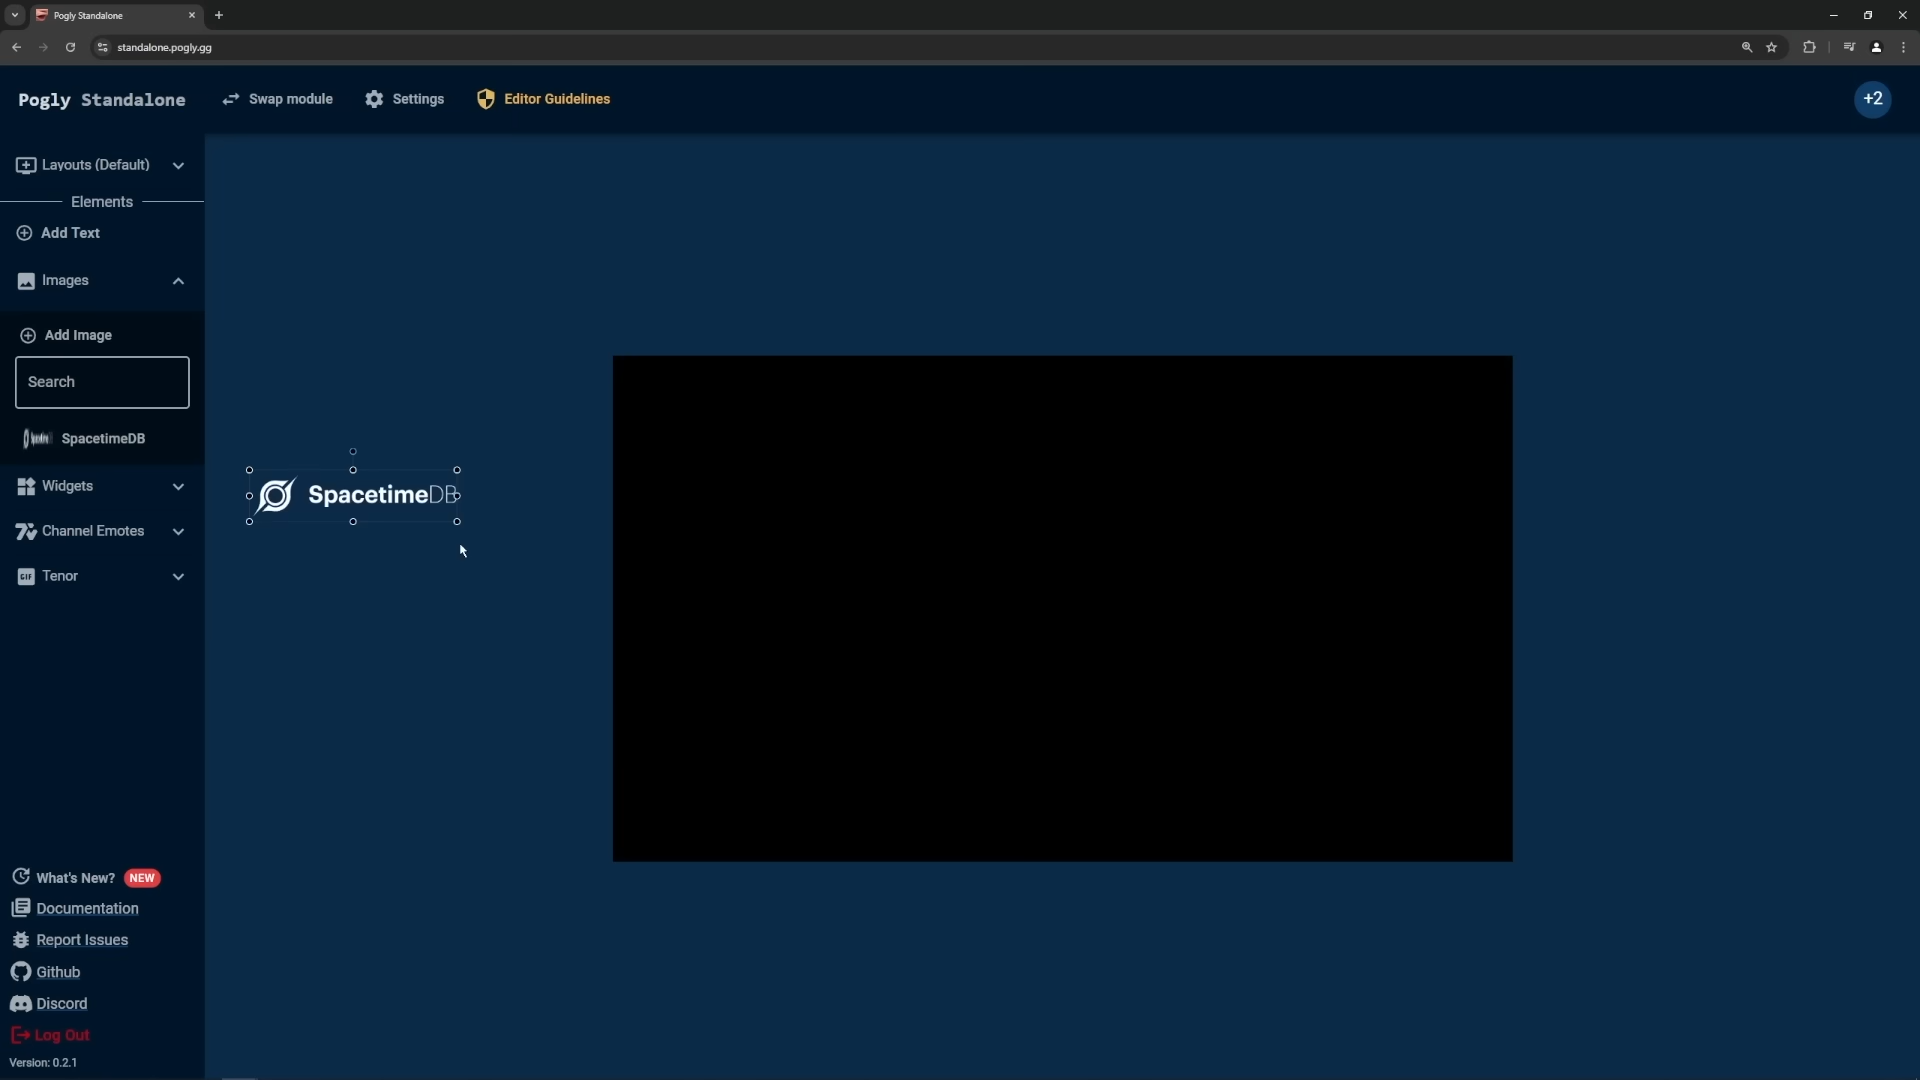 Pogly Standalone
standalone.pogly.gg
Pogly Standalone
Swap module
Settings
Editor Guidelines
+2
Layouts (Default)
Elements
Add Text
Images
Add Image
Search
SpacetimeDB
SpacetimeDB
Widgets
Channel Emotes
GIF Tenor
What's New? NEW
Documentation
Report Issues
Github
Discord
Log Out
Version: 0.2.1